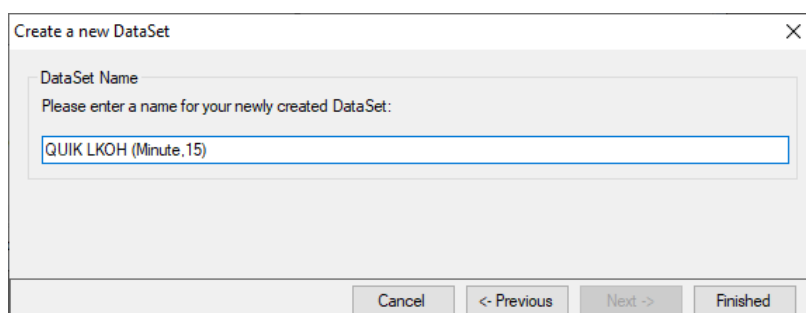 Create a new DataSet
DataSet Name
Please enter a name for your newly created DataSet:
QUIK LKOH (Minute,15)
Cancel
<- Previous
Next ->
Finished